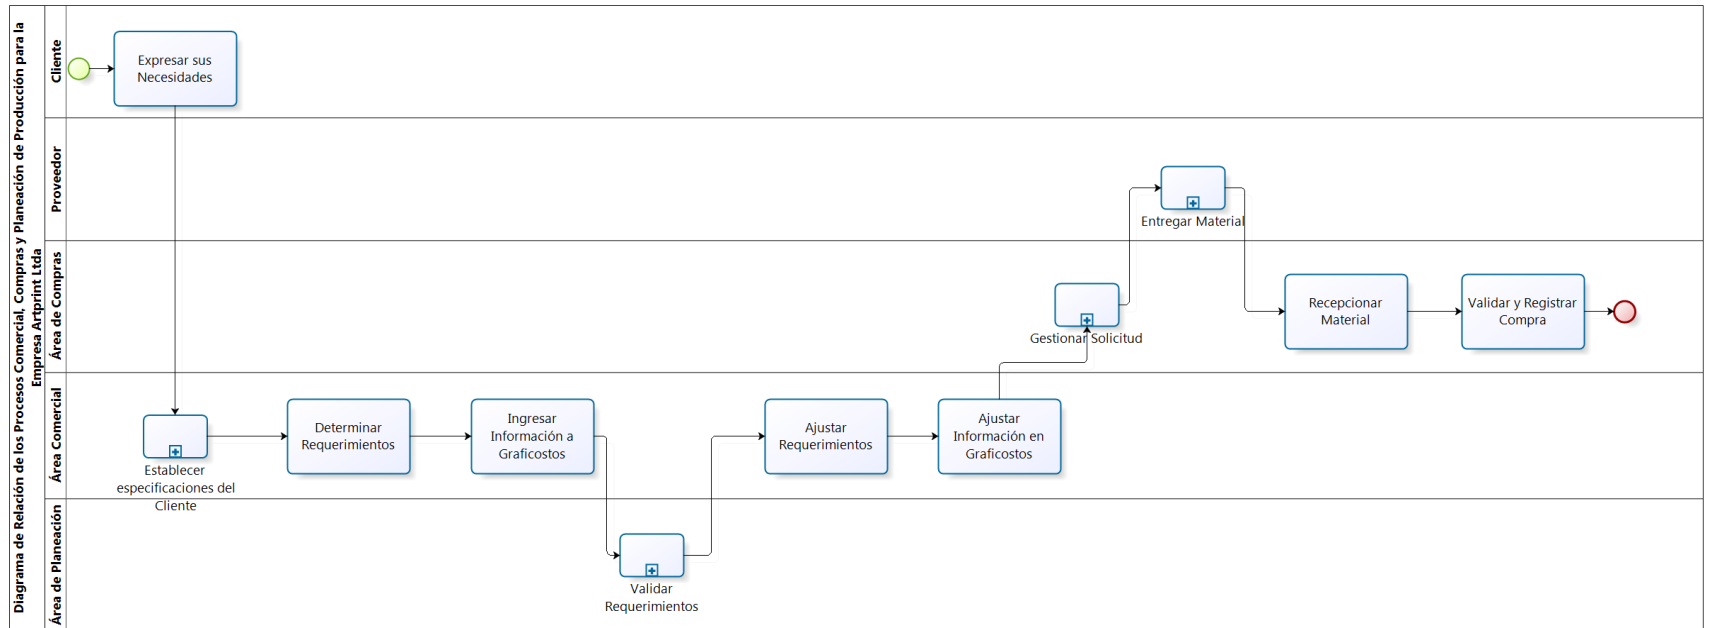 Diagrama de Relación de los Procesos Comercial, Compras y Planeación de Producción para la
Empresa Artprint Ltda
Cliente
Expresar sus
Necesidades
Proveedor
Entregar Material
Área de Compras
Gestionar Solicitud
Recepcionar
Material
Validar y Registrar
Compra
Área Comercial
Establecer
especificaciones del
Cliente
Determinar
Requerimientos
Ingresar
Información a
Graficostos
Ajustar
Requerimientos
Ajustar
Información en
Graficostos
Área de Planeación
Validar
Requerimientos